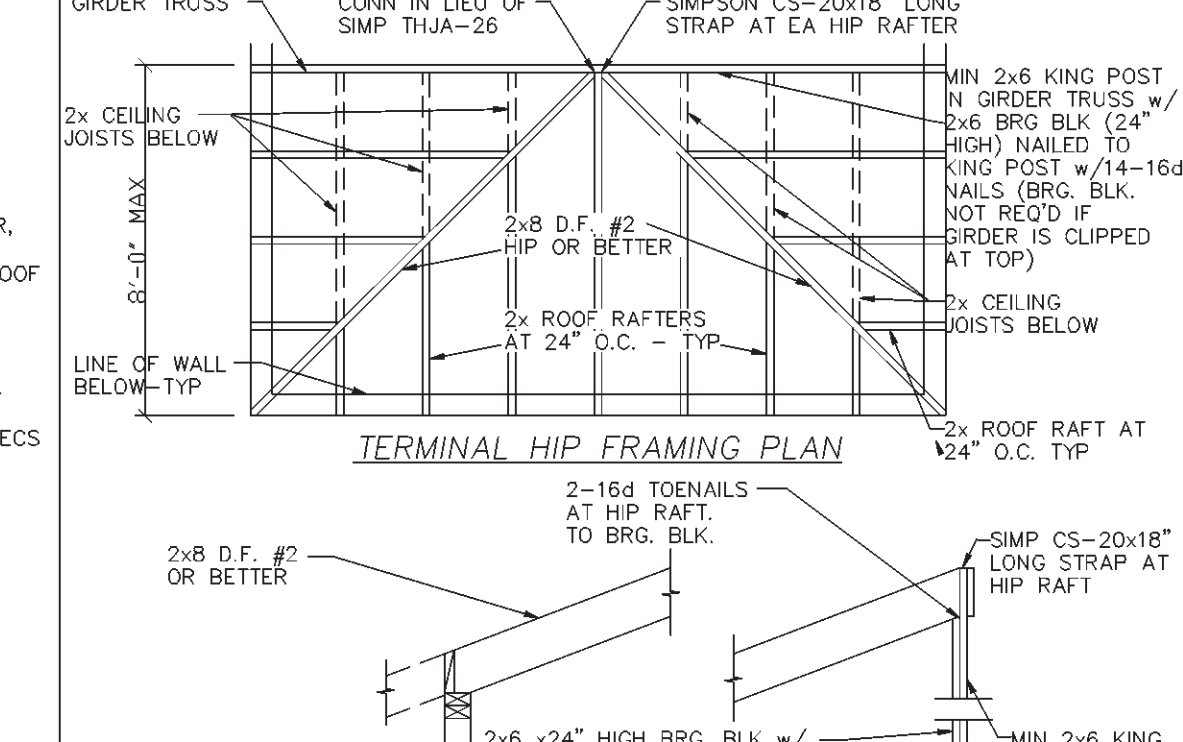 GIRDER TRUSS
CONN IN LIEU OF
SIMP THJA-26
SIMPSON CS-20x18" LONG
STRAP AT EA HIP RAFTER
2x CEILING
JOISTS BELOW
8'-0" MAX
MIN 2x6 KING POST
IN GIRDER TRUSS w/
2x6 BRG BLK (24"
HIGH) NAILED TO
KING POST w/14-16d
NAILS (BRG. BLK.
NOT REQ'D IF
GIRDER IS CLIPPED
AT TOP)
2x8 D.F. #2
HIP OR BETTER
2x ROOF RAFTERS
AT 24" O.C. - TYP
2x CEILING
JOISTS BELOW
LINE OF WALL
BELOW-TYP
2x ROOF RAFT AT
24" O.C. TYP
TERMINAL HIP FRAMING PLAN
R,
OOF
ECS
2-16d TOENAILS
AT HIP RAFT.
TO BRG. BLK.
2x8 D.F. #2
OR BETTER
SIMP CS-20x18"
LONG STRAP AT
HIP RAFT
2x6 x24" HIGH BRG. BLK w/
MIN 2x6 KING